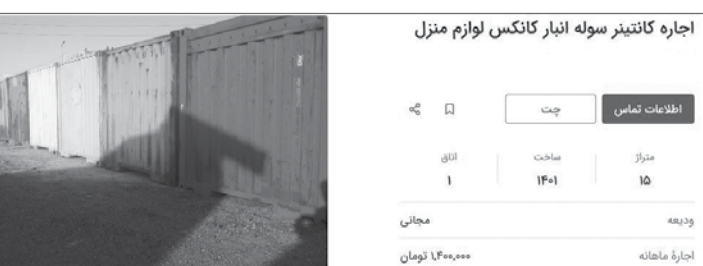 اجاره کانتینر سوله انبار کانکس لوازم منزل
اطلاعات تماس
چت
متراژ
ساخت
اتاق
۱۵
۱۴۰۱
۱
ودیعه
مجانی
اجارهٔ ماهانه
۱,۴۰۰,۰۰۰ تومان